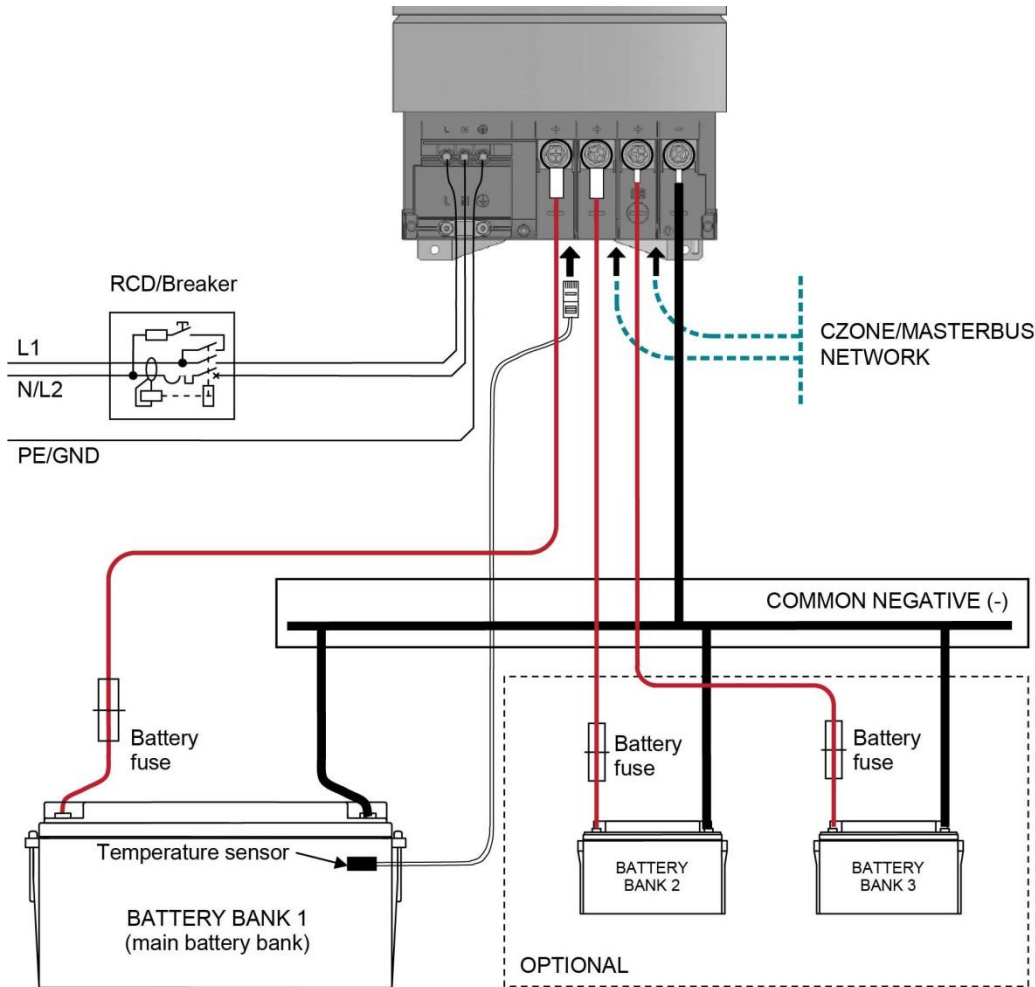 L N
+ + + -
L N
RCD/Breaker
L1
N/L2
PE/GND
CZONE/MASTERBUS
NETWORK
COMMON NEGATIVE (-)
Battery
fuse
Battery
fuse
Battery
fuse
Temperature sensor
BATTERY BANK 1
(main battery bank)
BATTERY
BANK 2
BATTERY
BANK 3
OPTIONAL